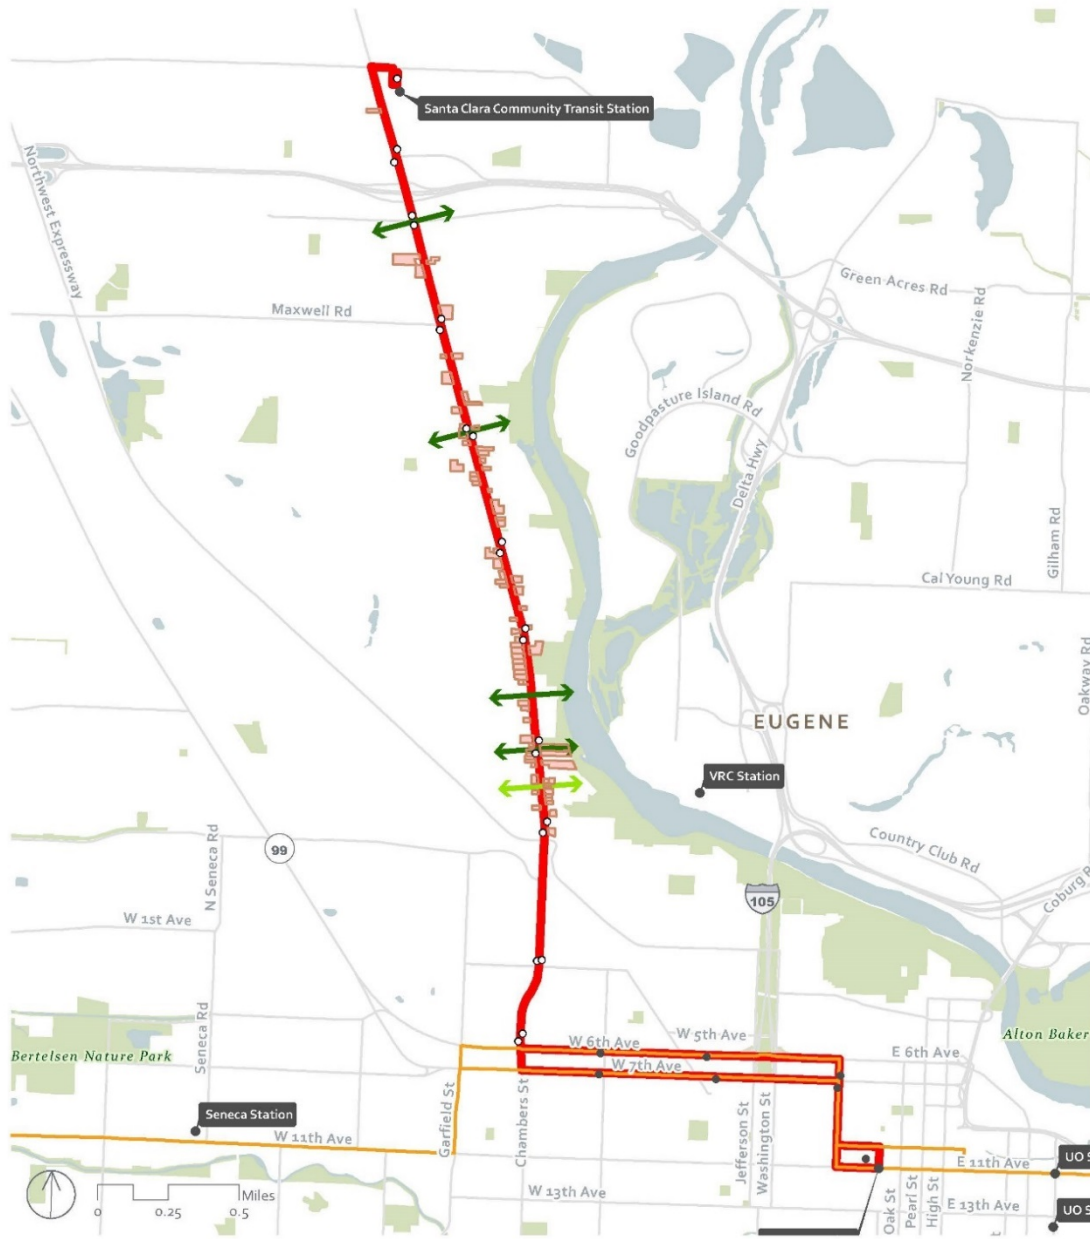 Santa Clara Community Transit Station
Northwest Expressway
Green Acres Rd
Maxwell Rd
Norkenzie Rd
Goodpasture Island Rd
Delta Hwy
Gilham Rd
Cal Young Rd
Oakway Rd
EUGENE
VRC Station
99
N Seneca Rd
Country Club Rd
105
Coburg R
W 1st Ave
Seneca Rd
W 5th Ave
Alton Baker
W 6th Ave
E 6th Ave
Bertelsen Nature Park
W 7th Ave
Garfield St
Chambers St
Jefferson St
Washington St
Seneca Station
W 11th Ave
UO S
E 11th Ave
Oak St
Pearl St
High St
Miles
0
0.25
0.5
W 13th Ave
E 13th Ave
UO S